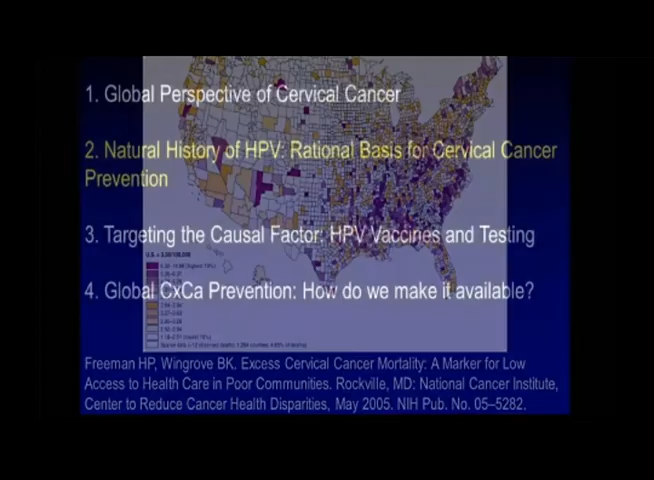 1. Global Perspective of Cervical Cancer
2. Natural History of HPV: Rational Basis for Cervical Cancer
Prevention
3. Targeting the Causal Factor: HPV Vaccines and Testing
4. Global CxCa Prevention: How do we make it available?
Freeman HP, Wingrove BK. Excess Cervical Cancer Mortality: A Marker for Low
Access to Health Care in Poor Communities. Rockville, MD: National Cancer Institute,
Center to Reduce Cancer Health Disparities, May 2005. NIH Pub. No. 05–5282.